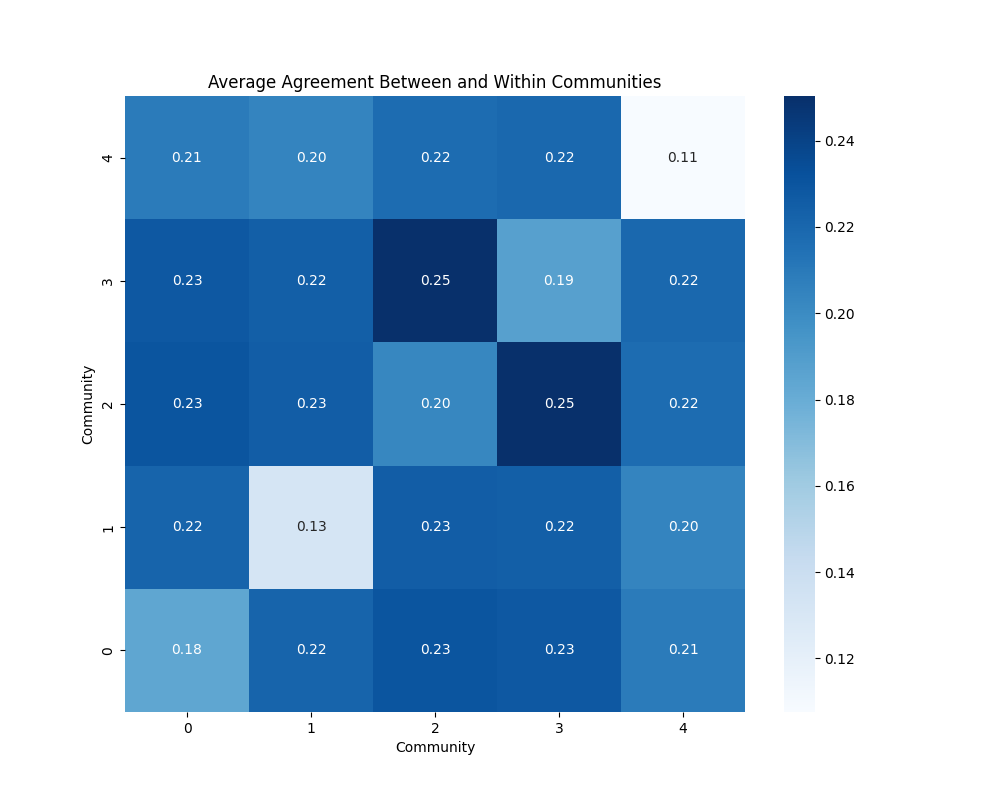 Average Agreement Between and Within Communities
4 0.21 0.20 0.22 0.22 0.11
3 0.23 0.22 0.25 0.19 0.22
2 0.23 0.23 0.20 0.25 0.22
1 0.22 0.13 0.23 0.22 0.20
0 0.18 0.22 0.23 0.23 0.21
Community
0 1 2 3 4
Community
0.24
0.22
0.20
0.18
0.16
0.14
0.12